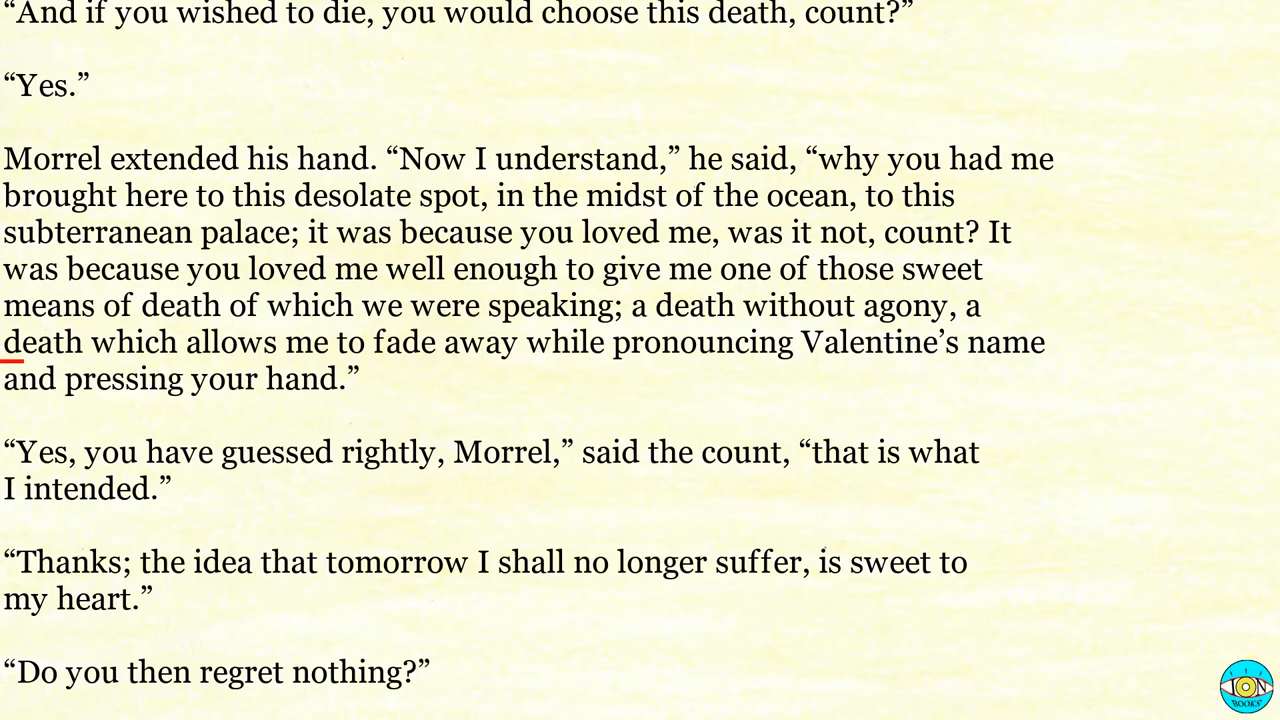 “And if you wished to die, you would choose this death, count?”
“Yes.”
Morrel extended his hand. “Now I understand,” he said, “why you had me
brought here to this desolate spot, in the midst of the ocean, to this
subterranean palace; it was because you loved me, was it not, count? It
was because you loved me well enough to give me one of those sweet
means of death of which we were speaking; a death without agony, a
death which allows me to fade away while pronouncing Valentine’s name
and pressing your hand.”
“Yes, you have guessed rightly, Morrel,” said the count, “that is what
I intended.”
“Thanks; the idea that tomorrow I shall no longer suffer, is sweet to
my heart.”
“Do you then regret nothing?”
ION
BOOKS